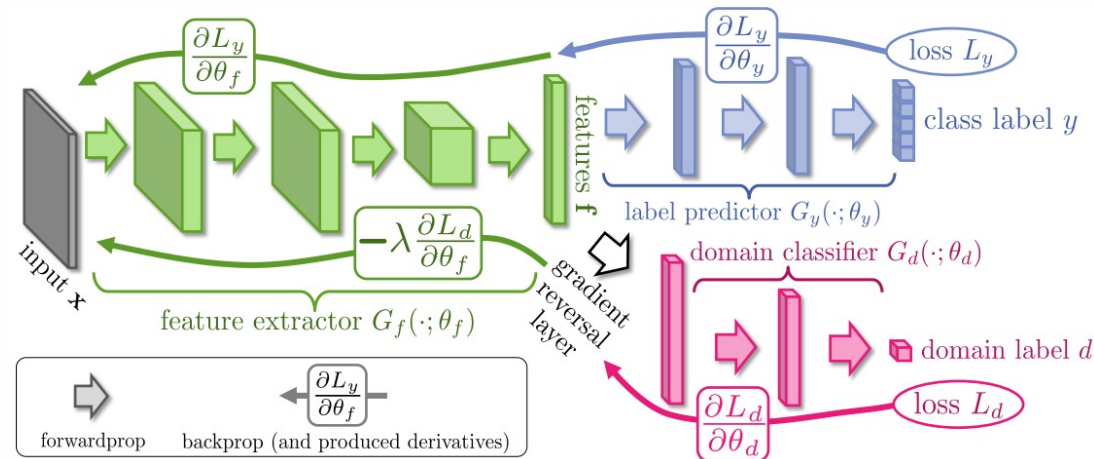 ∂L_y/∂θ_f
∂L_y/∂θ_y
loss L_y
features f
class label y
label predictor G_y(·;θ_y)
input x
−λ ∂L_d/∂θ_f
feature extractor G_f(·;θ_f)
gradient
reversal
layer
domain classifier G_d(·;θ_d)
domain label d
∂L_d/∂θ_d
loss L_d
∂L_y/∂θ_f
forwardprop
backprop (and produced derivatives)